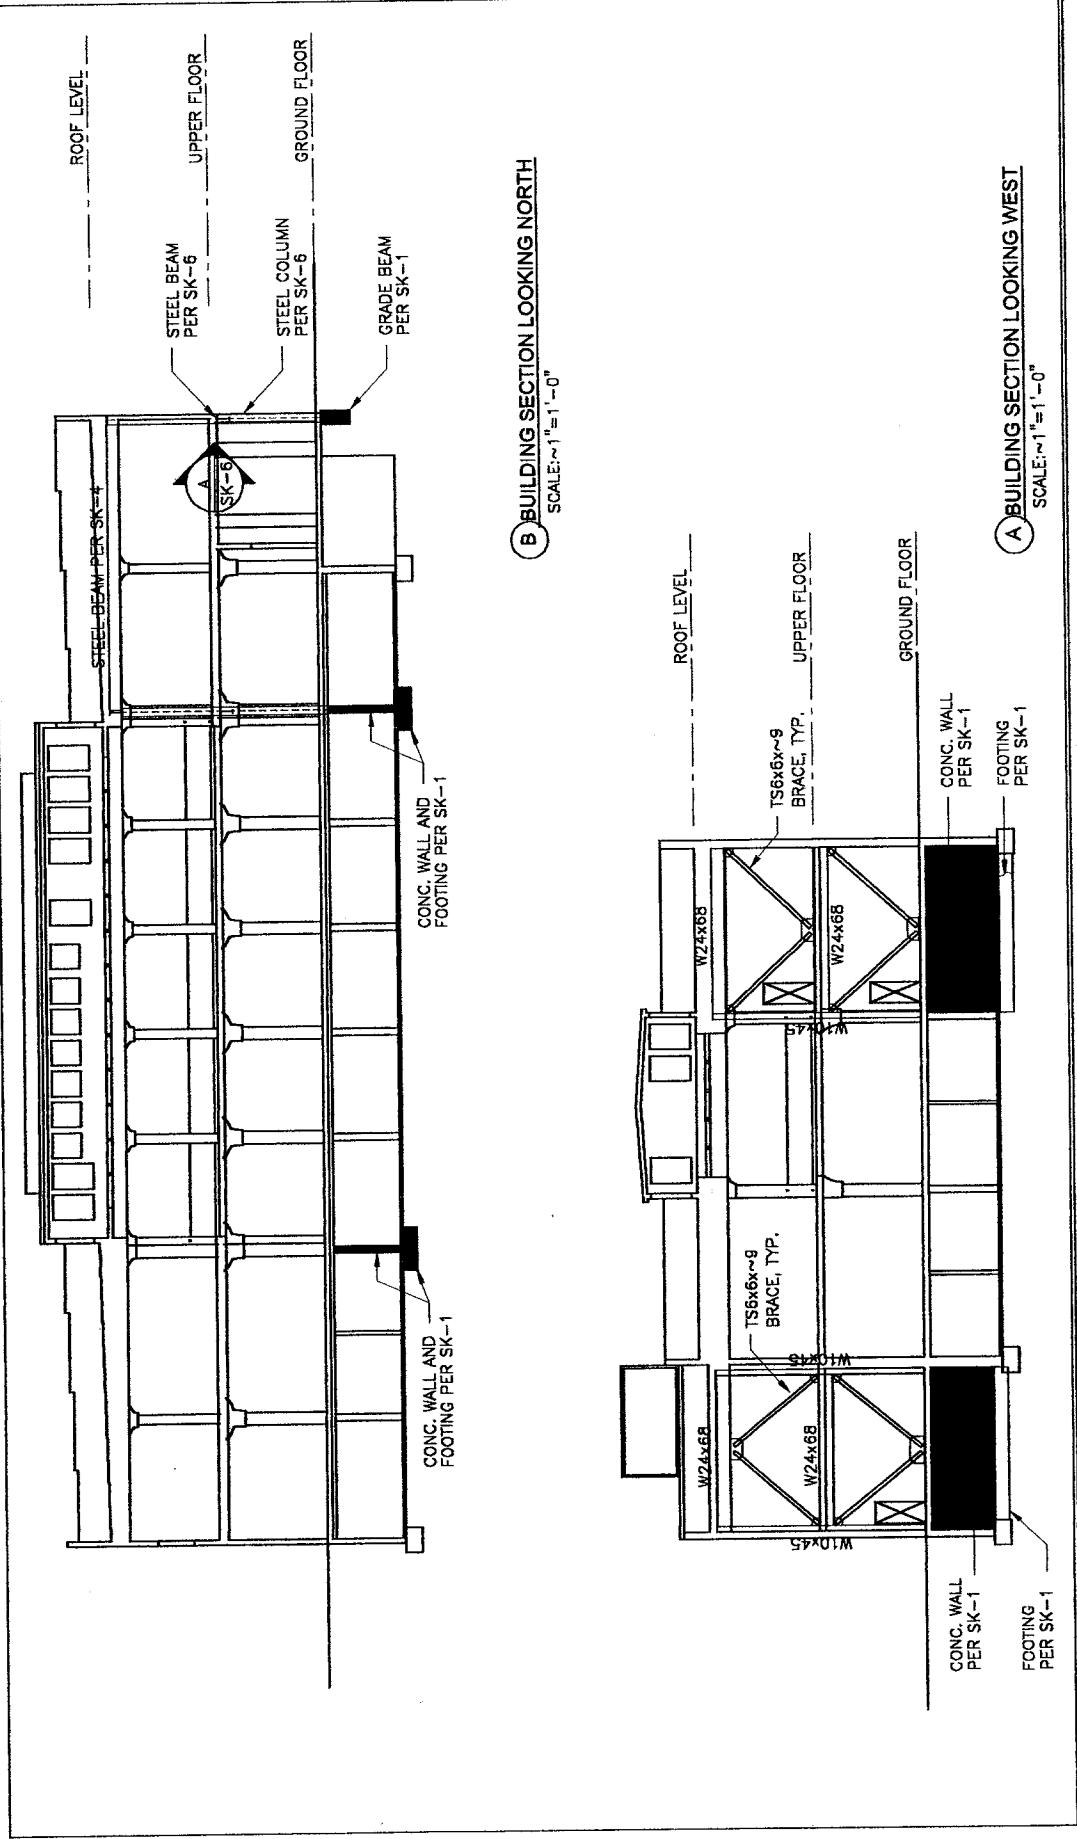 ROOF LEVEL
UPPER FLOOR
GROUND FLOOR
STEEL BEAM
PER SK-6
STEEL COLUMN
PER SK-6
GRADE BEAM
PER SK-1
STEEL BEAM PER SK-4
A
SK-6
CONC. WALL AND
FOOTING PER SK-1
CONC. WALL AND
FOOTING PER SK-1
B BUILDING SECTION LOOKING NORTH
SCALE:~1"=1'-0"
ROOF LEVEL
UPPER FLOOR
GROUND FLOOR
TS6x6x~9
BRACE, TYP.
CONC. WALL
PER SK-1
FOOTING
PER SK-1
W24x68
W24x68
W10x45
TS6x6x~9
BRACE, TYP.
W10x45
W24x68
W24x68
W10x45
CONC. WALL
PER SK-1
FOOTING
PER SK-1
A BUILDING SECTION LOOKING WEST
SCALE:~1"=1'-0"